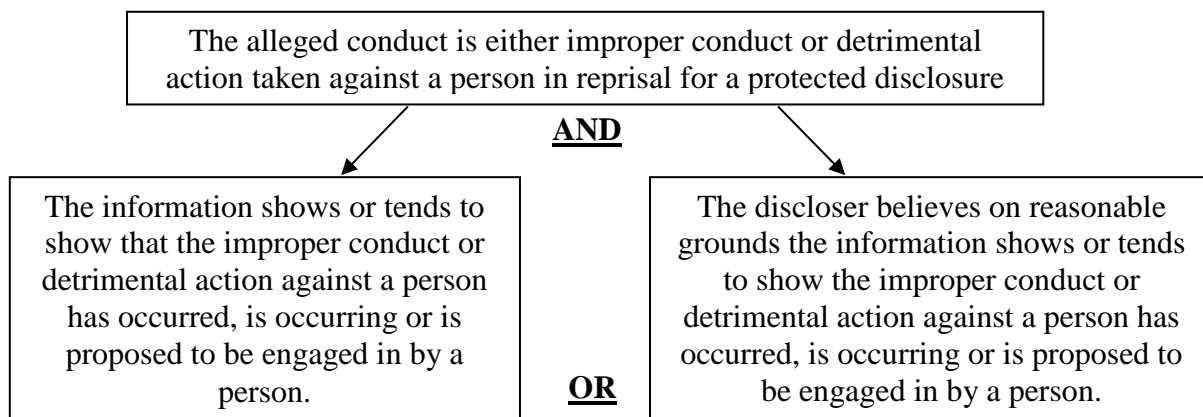 The alleged conduct is either improper conduct or detrimental
action taken against a person in reprisal for a protected disclosure
AND
The information shows or tends to
show that the improper conduct or
detrimental action against a person
has occurred, is occurring or is
proposed to be engaged in by a
person.
OR
The discloser believes on reasonable
grounds the information shows or tends
to show the improper conduct or
detrimental action against a person has
occurred, is occurring or is proposed to
be engaged in by a person.